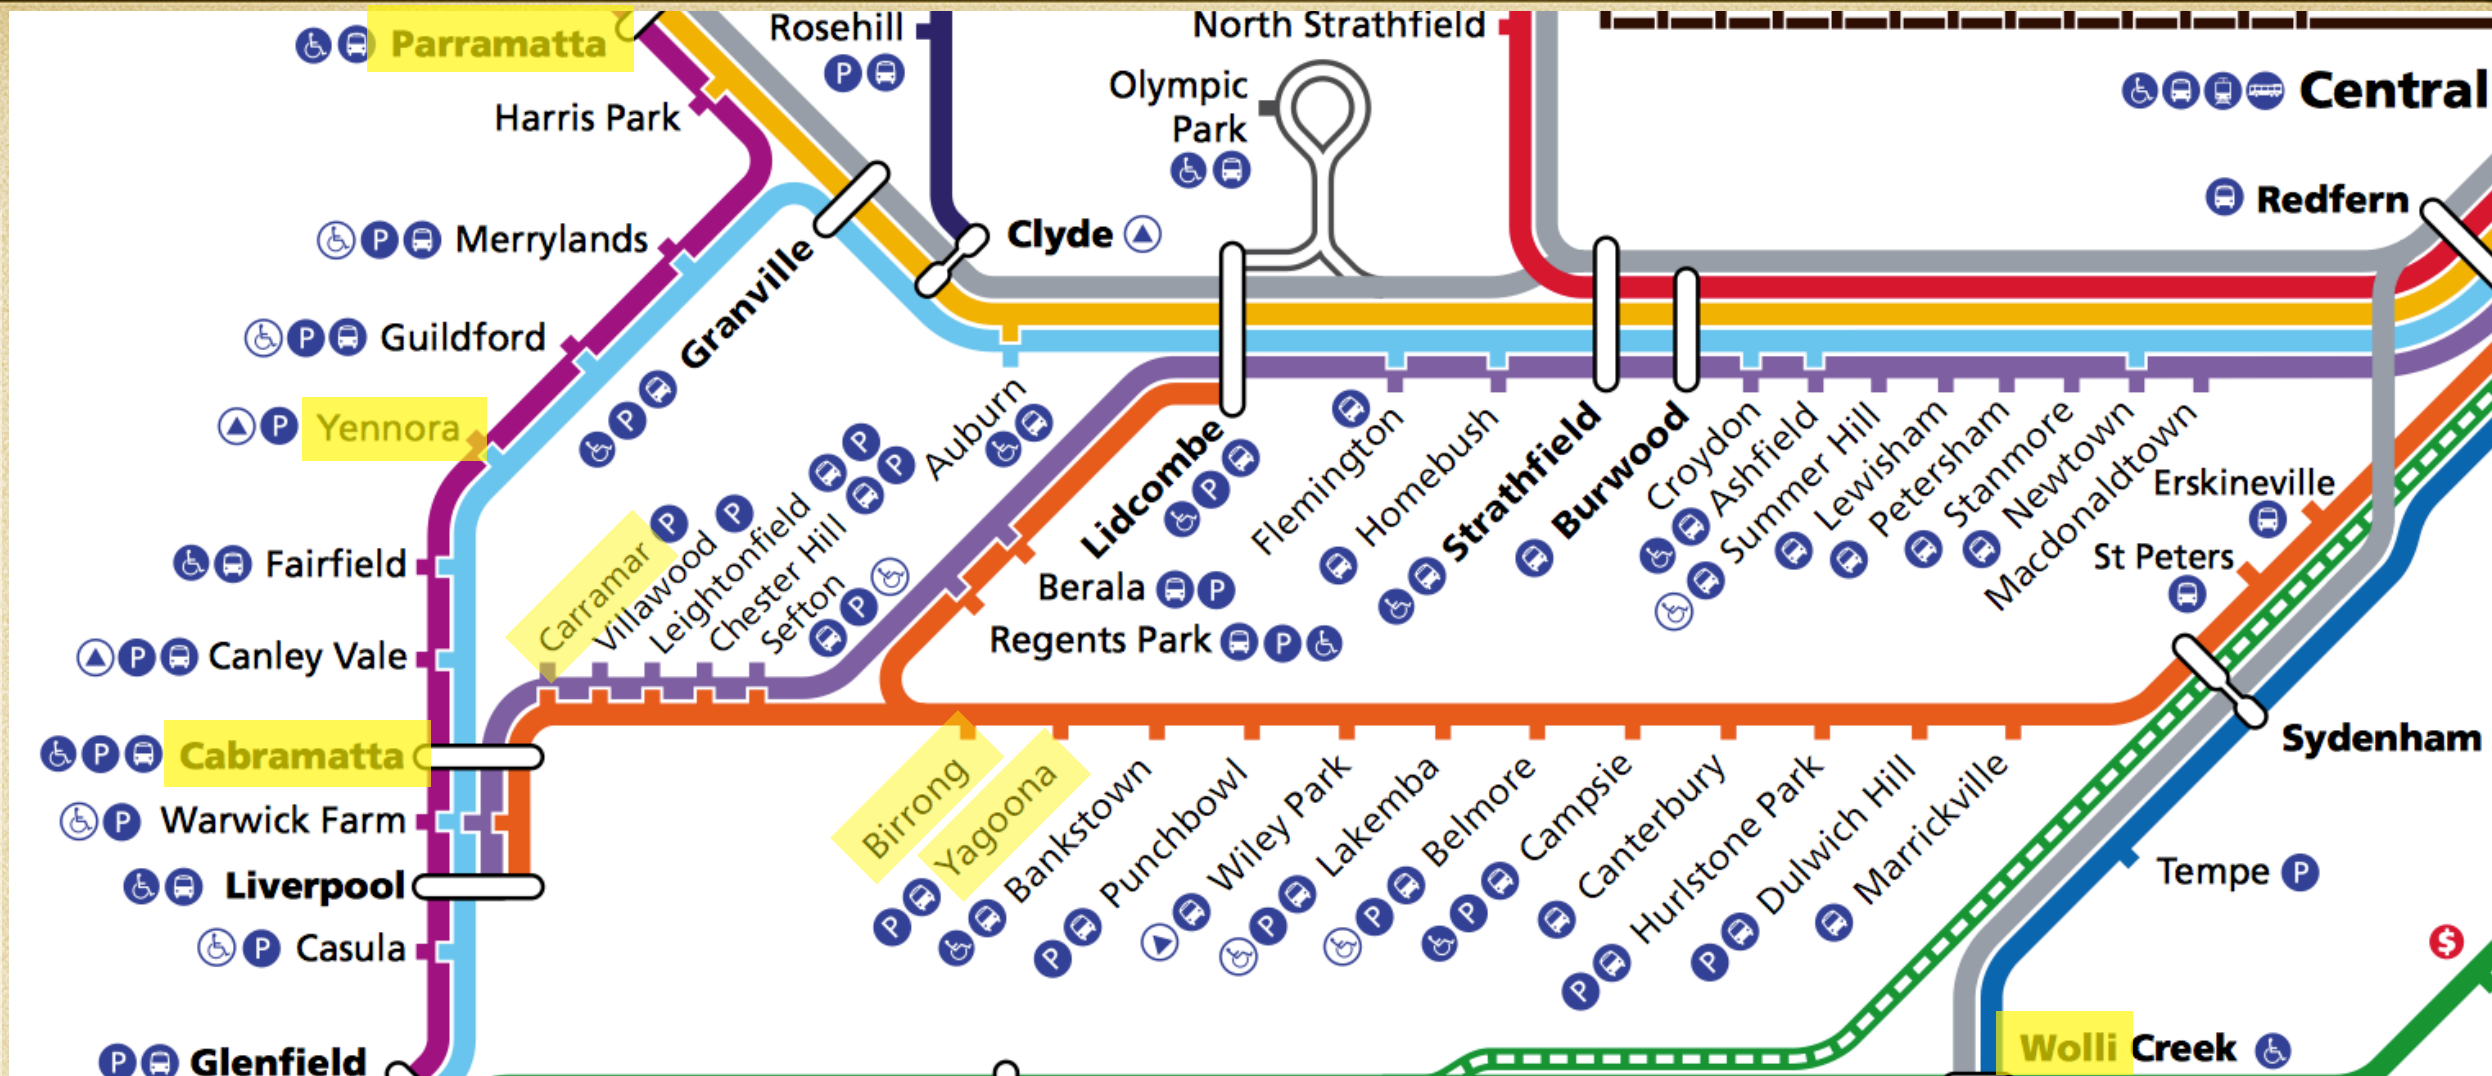 Parramatta
Rosehill
P
North Strathfield
Olympic
Park
Central
Harris Park
Redfern
Clyde
P Merrylands
Granville
P
P Guildford
P Yennora
Auburn
Lidcombe
P
Flemington
Homebush
Strathfield
Burwood
Croydon
Ashfield
Summer Hill
Lewisham
Petersham
Stanmore
Newtown
Macdonaldtown
Erskineville
St Peters
Carramar P
Villawood P
Leightonfield P
Chester Hill P
Sefton P
Fairfield
Berala P
Regents Park P
P Canley Vale
P Cabramatta
Sydenham
P Warwick Farm
Liverpool
P Casula
P Glenfield
Birrong
P Yagoona
Bankstown
P Punchbowl
Wiley Park
P Lakemba
P Belmore
P Campsie
Canterbury
P Hurlstone Park
P Dulwich Hill
Marrickville
Tempe P
$
Wolli Creek